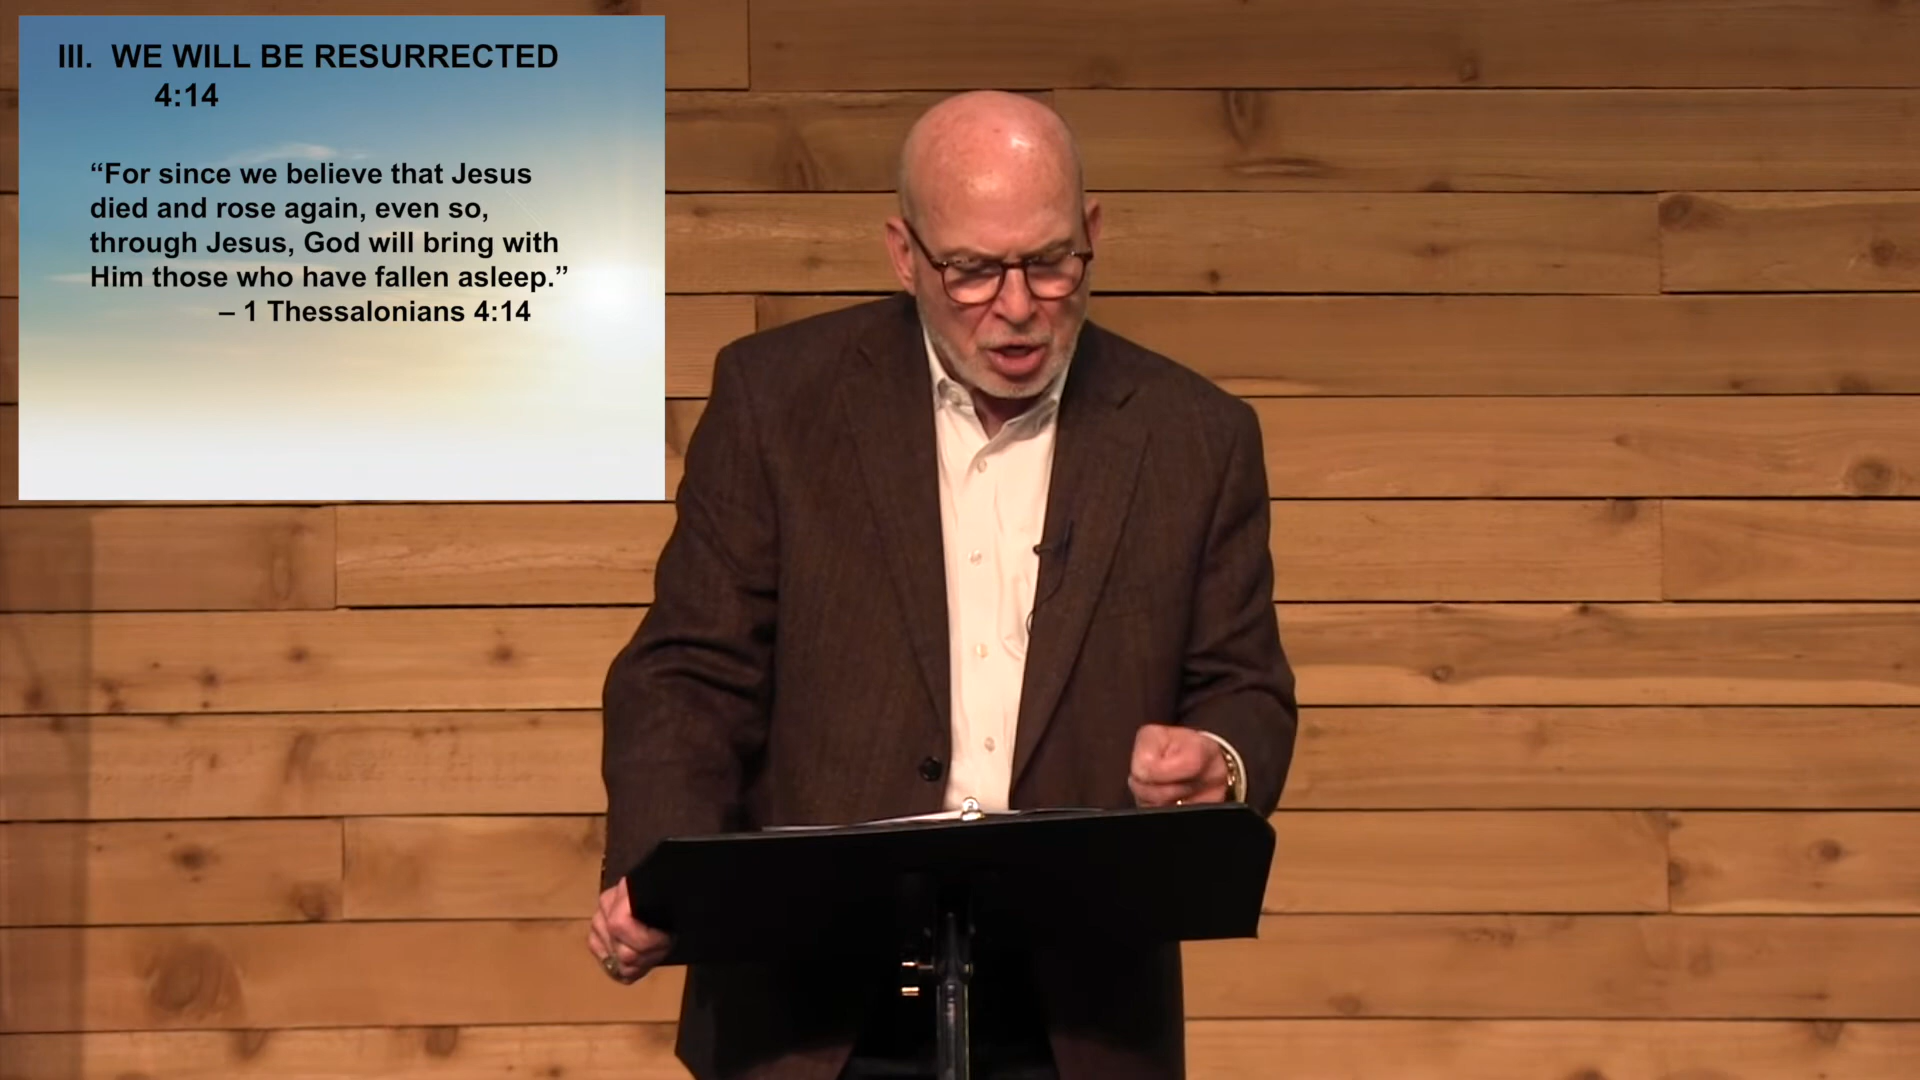 III. WE WILL BE RESURRECTED
4:14
“For since we believe that Jesus
died and rose again, even so,
through Jesus, God will bring with
Him those who have fallen asleep.”
– 1 Thessalonians 4:14